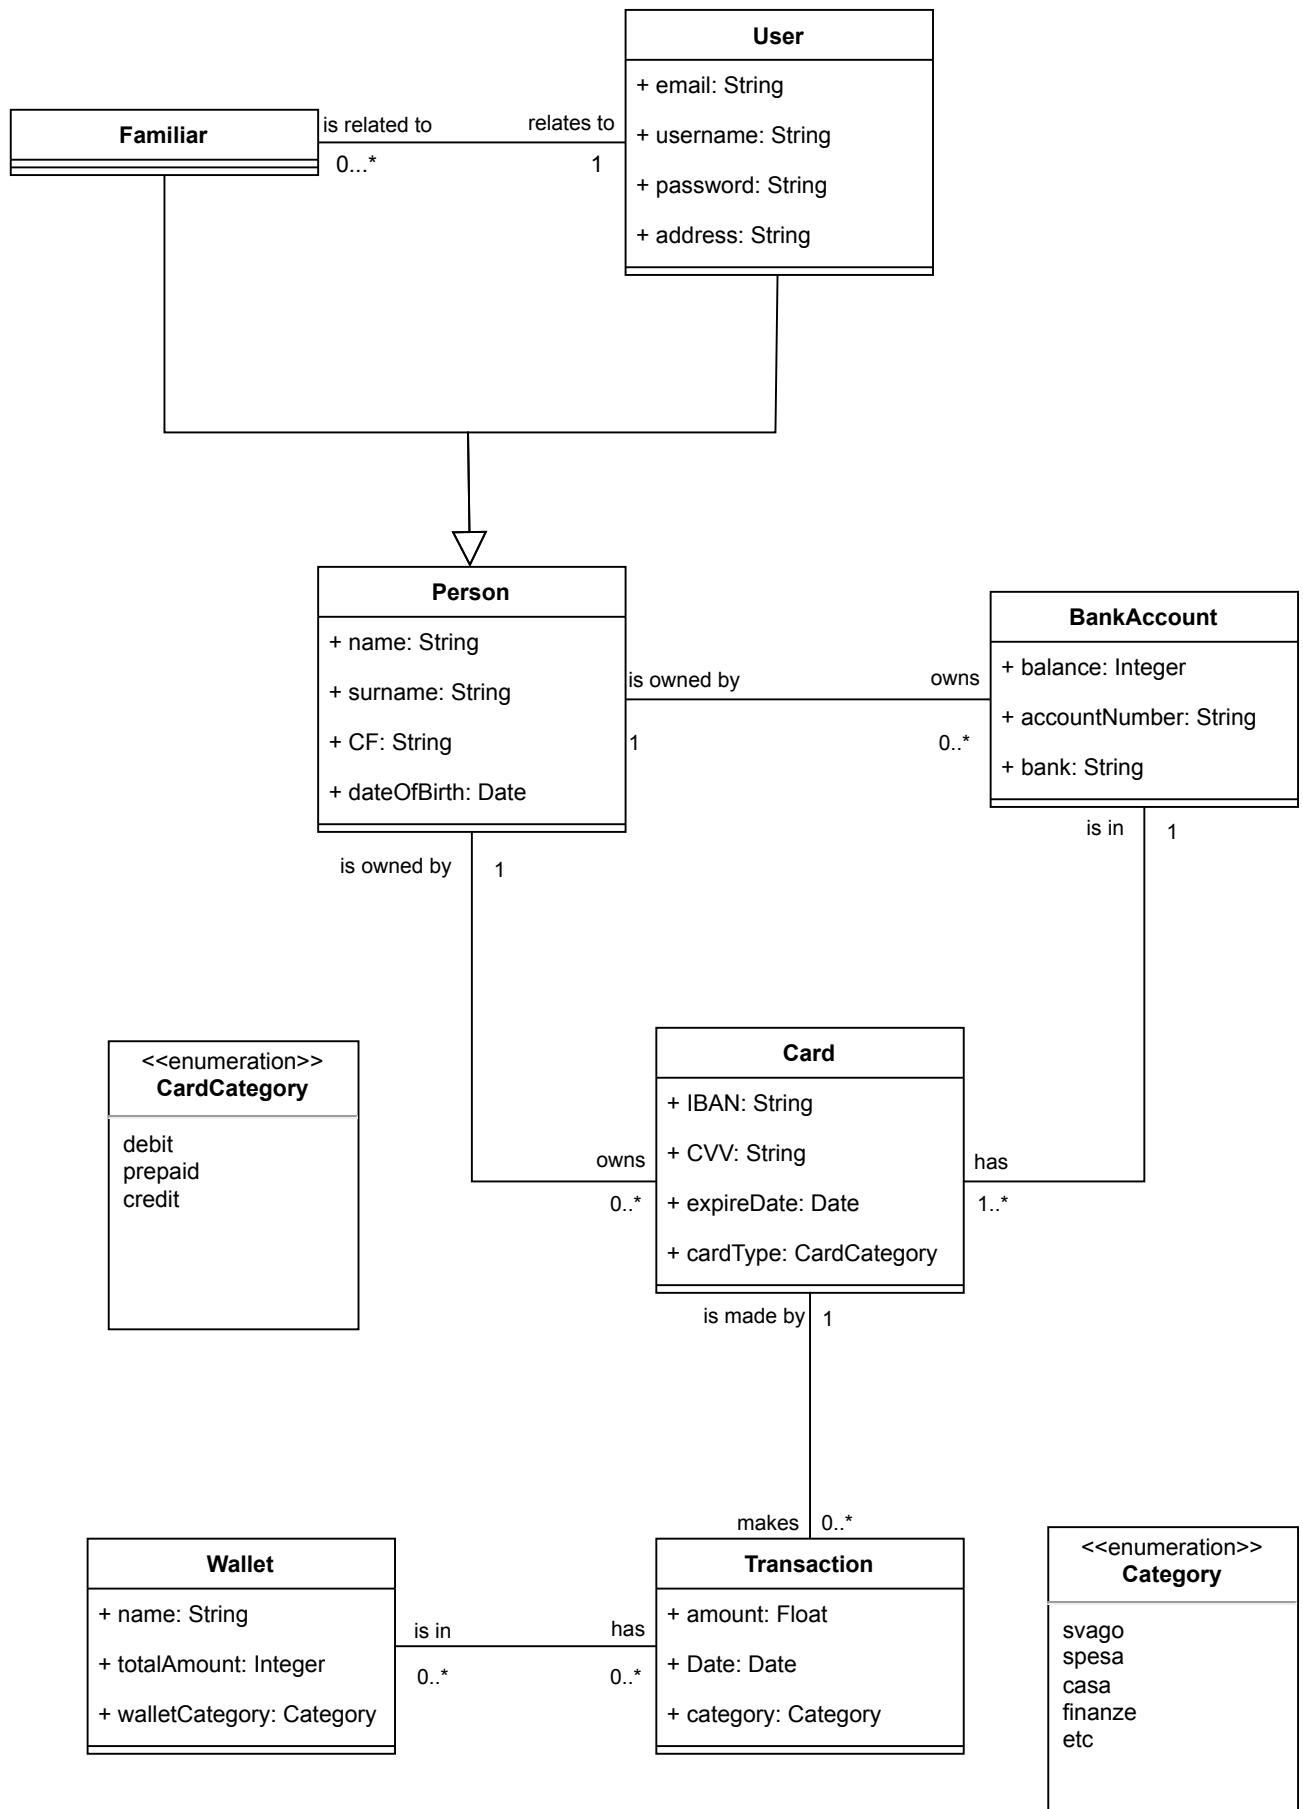 User
+ email: String
+ username: String
+ password: String
+ address: String
Familiar
is related to
relates to
0...*
1
Person
+ name: String
+ surname: String
+ CF: String
+ dateOfBirth: Date
BankAccount
+ balance: Integer
+ accountNumber: String
+ bank: String
is owned by
owns
1
0..*
is in
1
is owned by
1
<<enumeration>>
CardCategory
debit
prepaid
credit
Card
+ IBAN: String
+ CVV: String
+ expireDate: Date
+ cardType: CardCategory
owns
0..*
has
1..*
is made by
1
makes
0..*
Wallet
+ name: String
+ totalAmount: Integer
+ walletCategory: Category
is in
has
0..*
0..*
Transaction
+ amount: Float
+ Date: Date
+ category: Category
<<enumeration>>
Category
svago
spesa
casa
finanze
etc